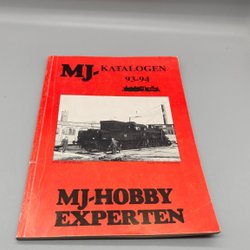 MJ-KATALOGEN
93-94
MJ-HOBBY
EXPERTEN